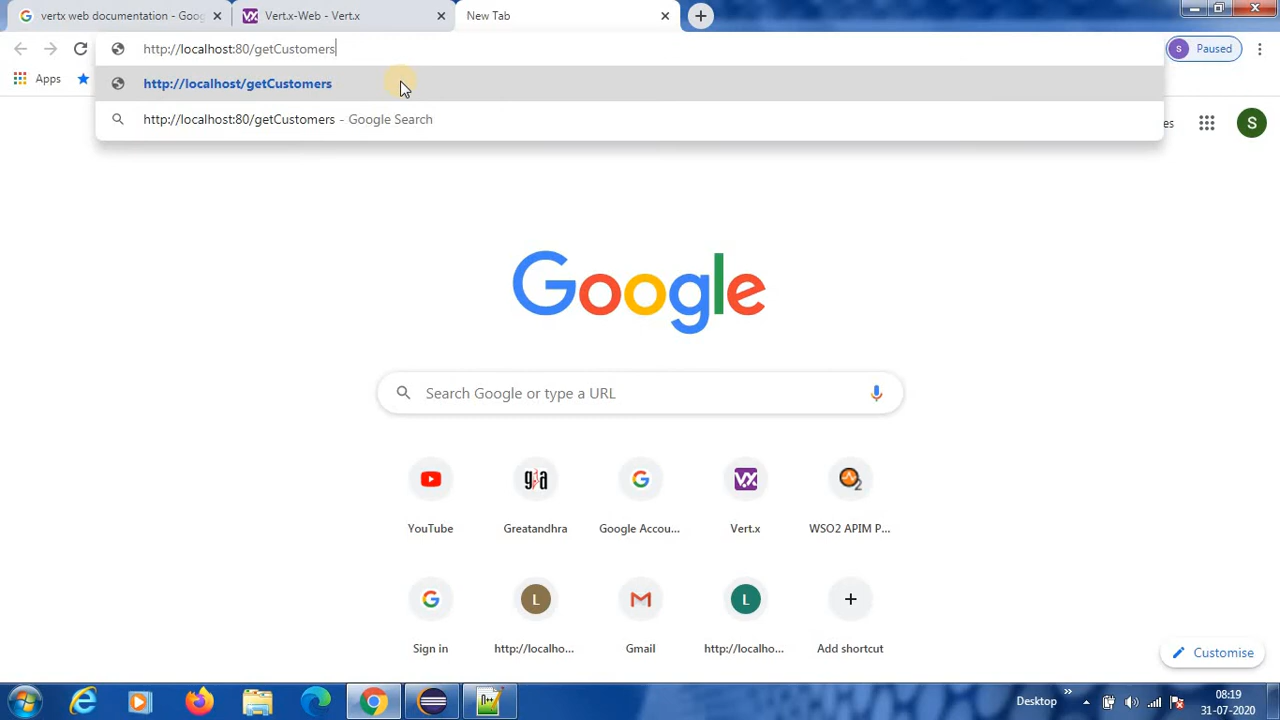 vertx web documentation - Goog
Vert.x-Web - Vert.x
New Tab
http://localhost:80/getCustomers
S
Paused
Apps
http://localhost/getCustomers
http://localhost:80/getCustomers - Google Search
es
S
Google
Search Google or type a URL
YouTube
Greatandhra
Google Accou...
Vert.x
WSO2 APIM P...
L
L
Sign in
http://localho...
Gmail
http://localho...
Add shortcut
Customise
Desktop
08:19
31-07-2020